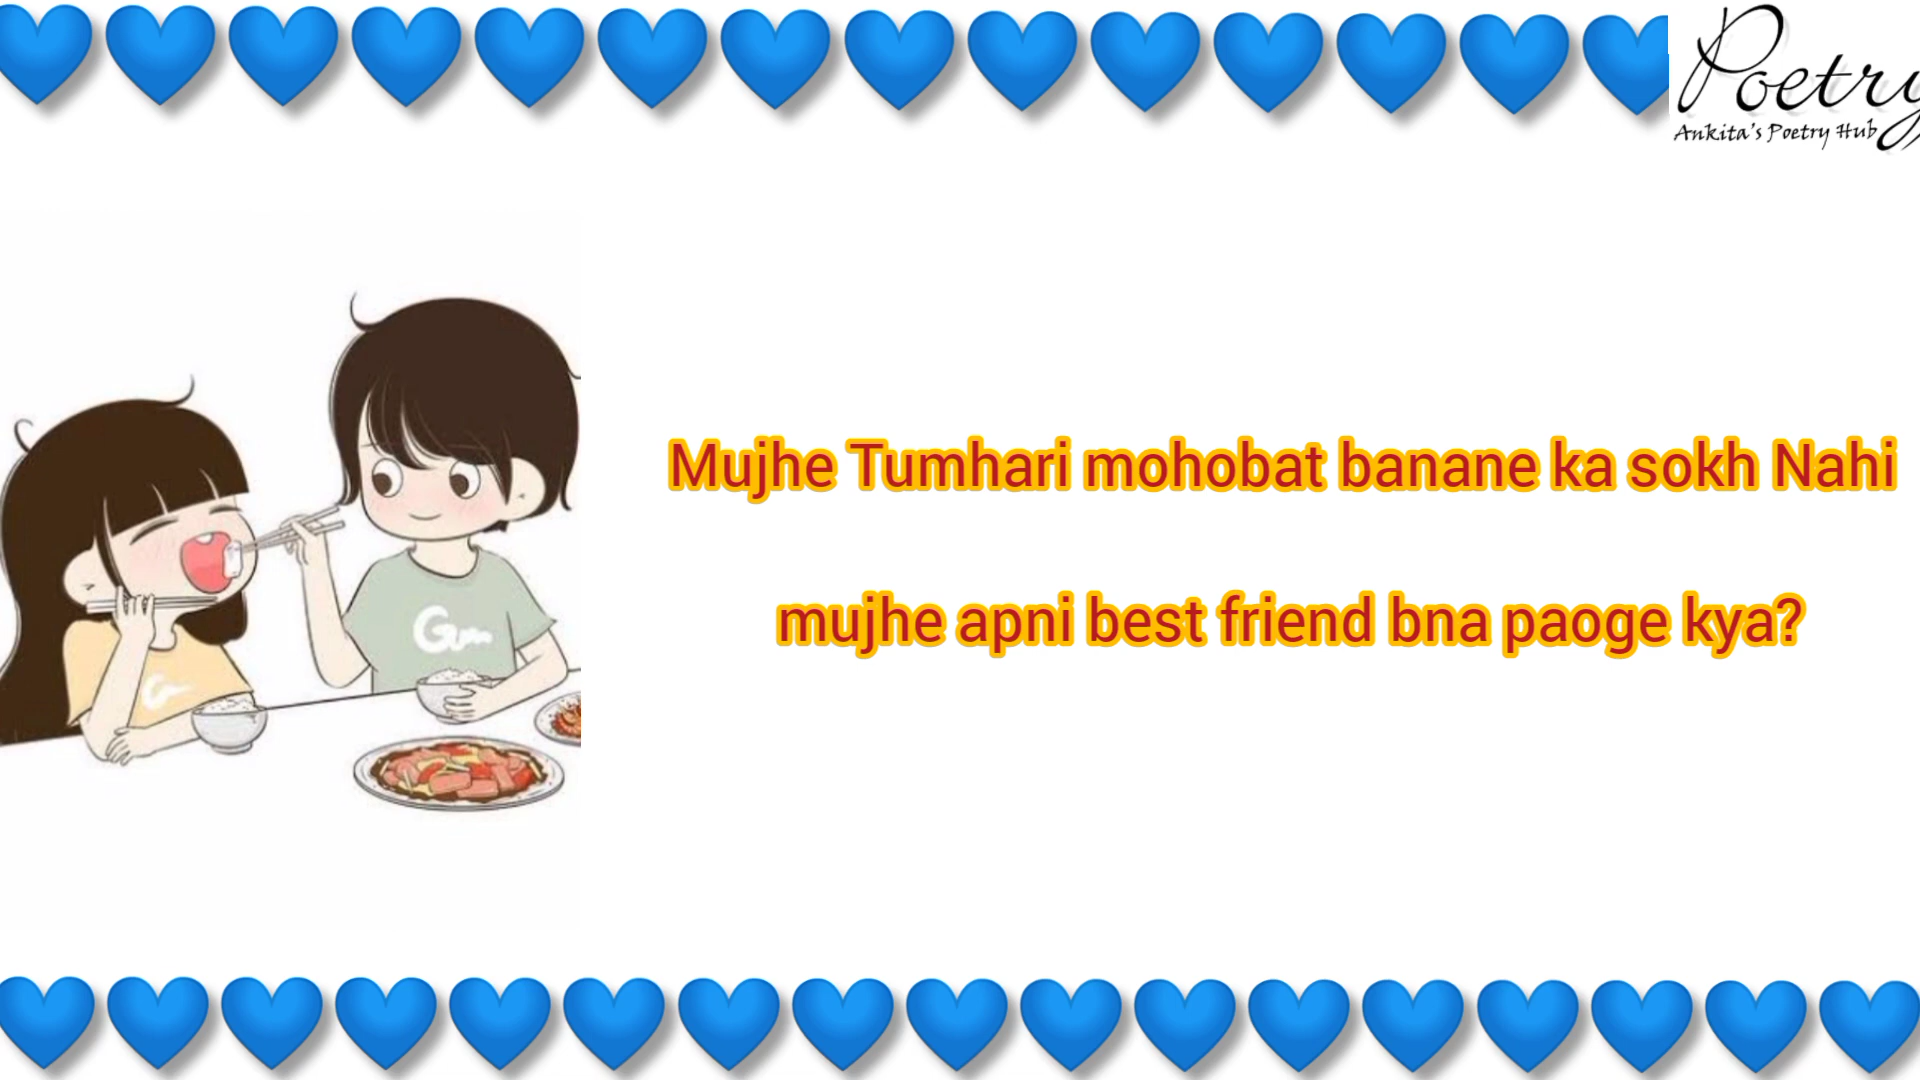 Poetry
Ankita's Poetry Hub
Mujhe Tumhari mohobat banane ka sokh Nahi
mujhe apni best friend bna paoge kya?